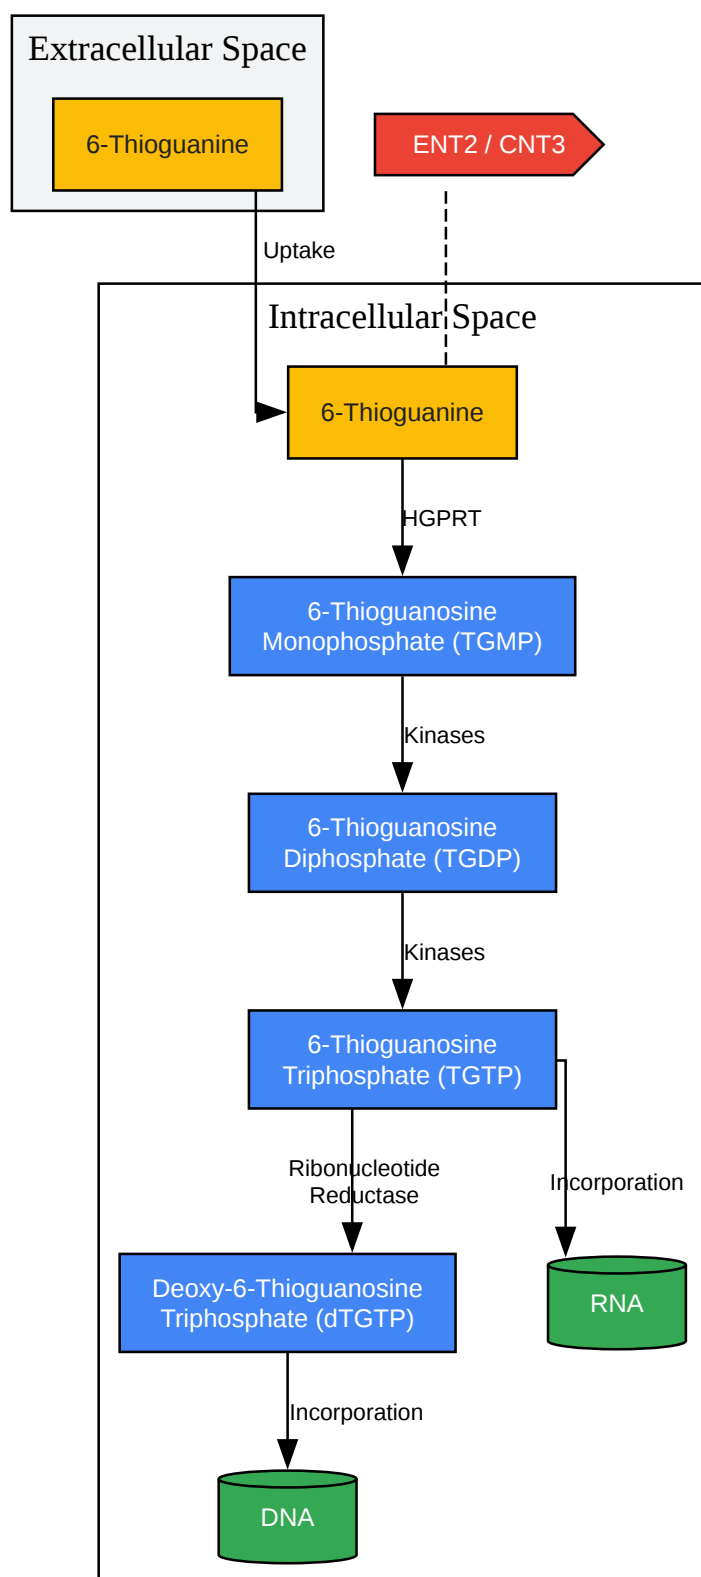 Extracellular Space
6-Thioguanine
ENT2 / CNT3
Uptake
Intracellular Space
6-Thioguanine
HGPRT
6-Thioguanosine
Monophosphate (TGMP)
Kinases
6-Thioguanosine
Diphosphate (TGDP)
Kinases
6-Thioguanosine
Triphosphate (TGTP)
Ribonucleotide
Reductase
Incorporation
Deoxy-6-Thioguanosine
Triphosphate (dTGTP)
RNA
Incorporation
DNA